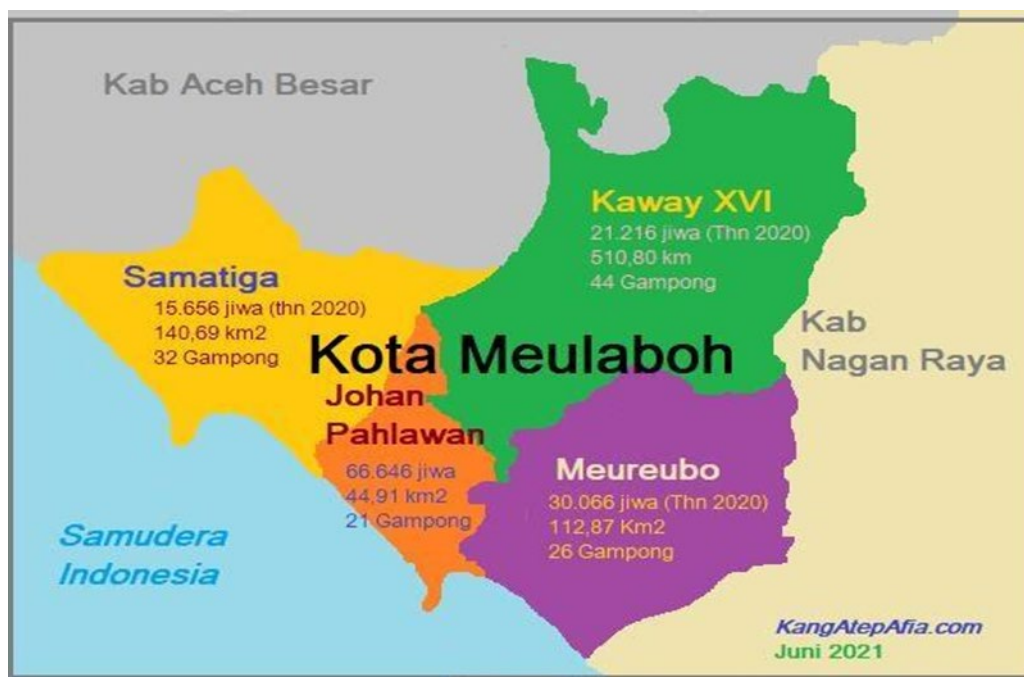 Kab Aceh Besar
Kaway XVI
21.216 jiwa (Thn 2020)
510,80 km
44 Gampong
Samatiga
15.656 jiwa (thn 2020)
140,69 km2
32 Gampong
Kota Meulaboh
Kab
Nagan Raya
Johan
Pahlawan
66.646 jiwa
44,91 km2
21 Gampong
Meureubo
30.066 jiwa (Thn 2020)
112,87 Km2
26 Gampong
Samudera
Indonesia
KangAtepAfia.com
Juni 2021